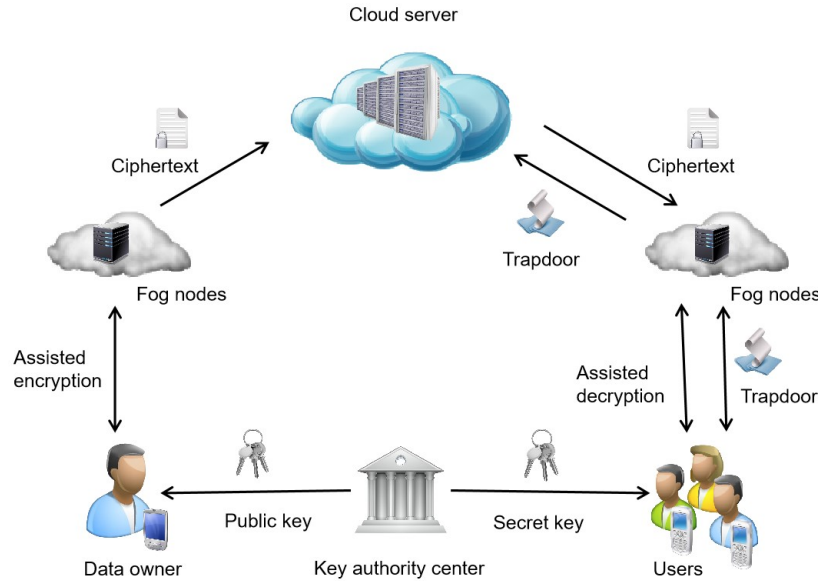 Cloud server
Ciphertext
Ciphertext
Trapdoor
Fog nodes
Fog nodes
Assisted
encryption
Assisted
decryption
Trapdoor
Public key
Secret key
Data owner
Key authority center
Users